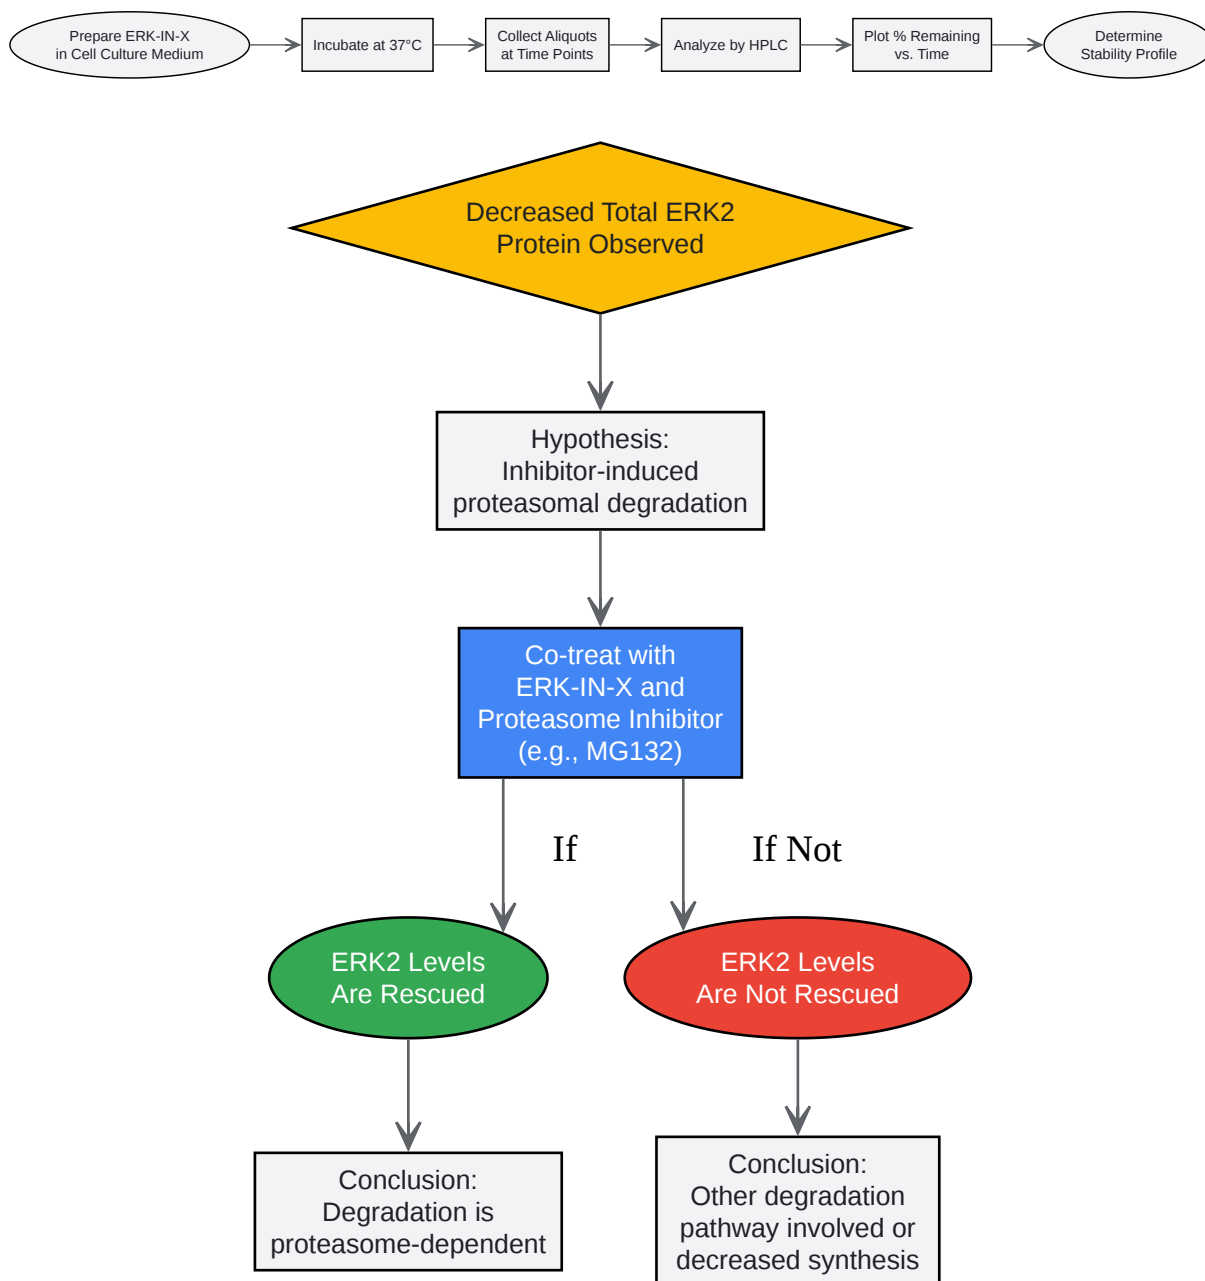 Prepare ERK-IN-X
in Cell Culture Medium
Incubate at 37°C
Collect Aliquots
at Time Points
Analyze by HPLC
Plot % Remaining
vs. Time
Determine
Stability Profile
Decreased Total ERK2
Protein Observed
Hypothesis:
Inhibitor-induced
proteasomal degradation
Co-treat with
ERK-IN-X and
Proteasome Inhibitor
(e.g., MG132)
If
If Not
ERK2 Levels
Are Rescued
ERK2 Levels
Are Not Rescued
Conclusion:
Degradation is
proteasome-dependent
Conclusion:
Other degradation
pathway involved or
decreased synthesis